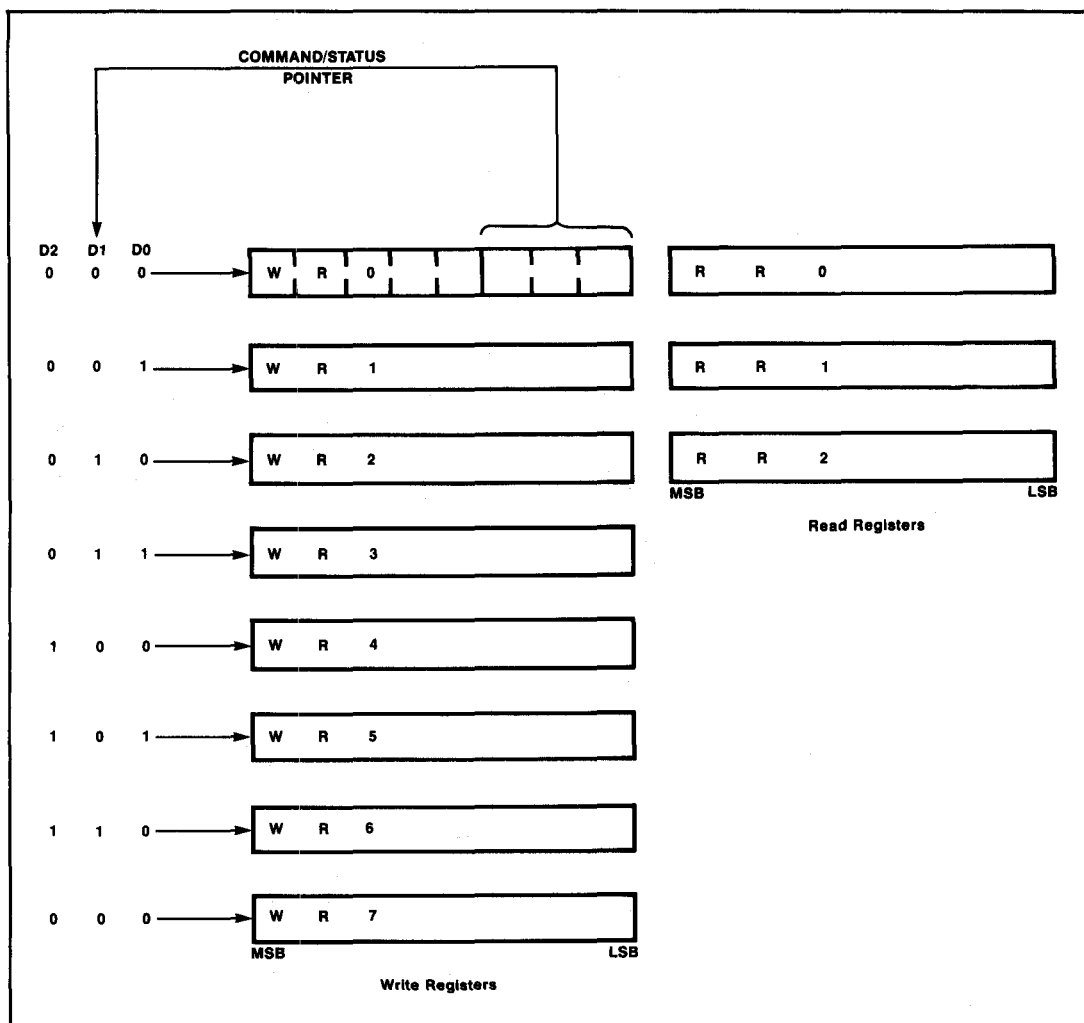 COMMAND/STATUS
POINTER
D2 D1 D0
0 0 0 W R 0 R R 0
0 0 1 W R 1 R R 1
0 1 0 W R 2 R R 2
MSB LSB
Read Registers
0 1 1 W R 3
1 0 0 W R 4
1 0 1 W R 5
1 1 0 W R 6
0 0 0 W R 7
MSB LSB
Write Registers